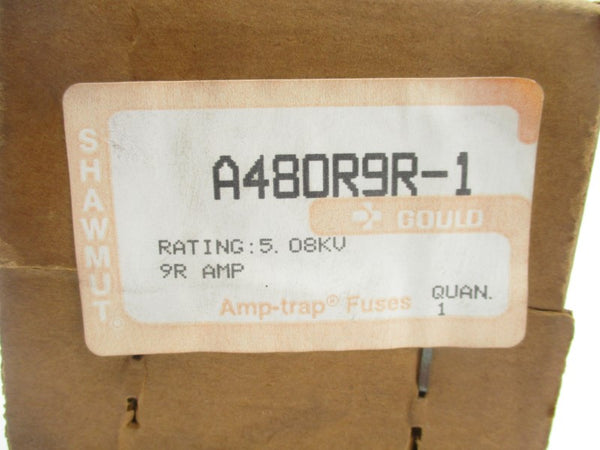 SHAWMUT®
A480R9R-1
GOULD
RATING:5.08KV
9R AMP
Amp-trap® Fuses
QUAN.
1